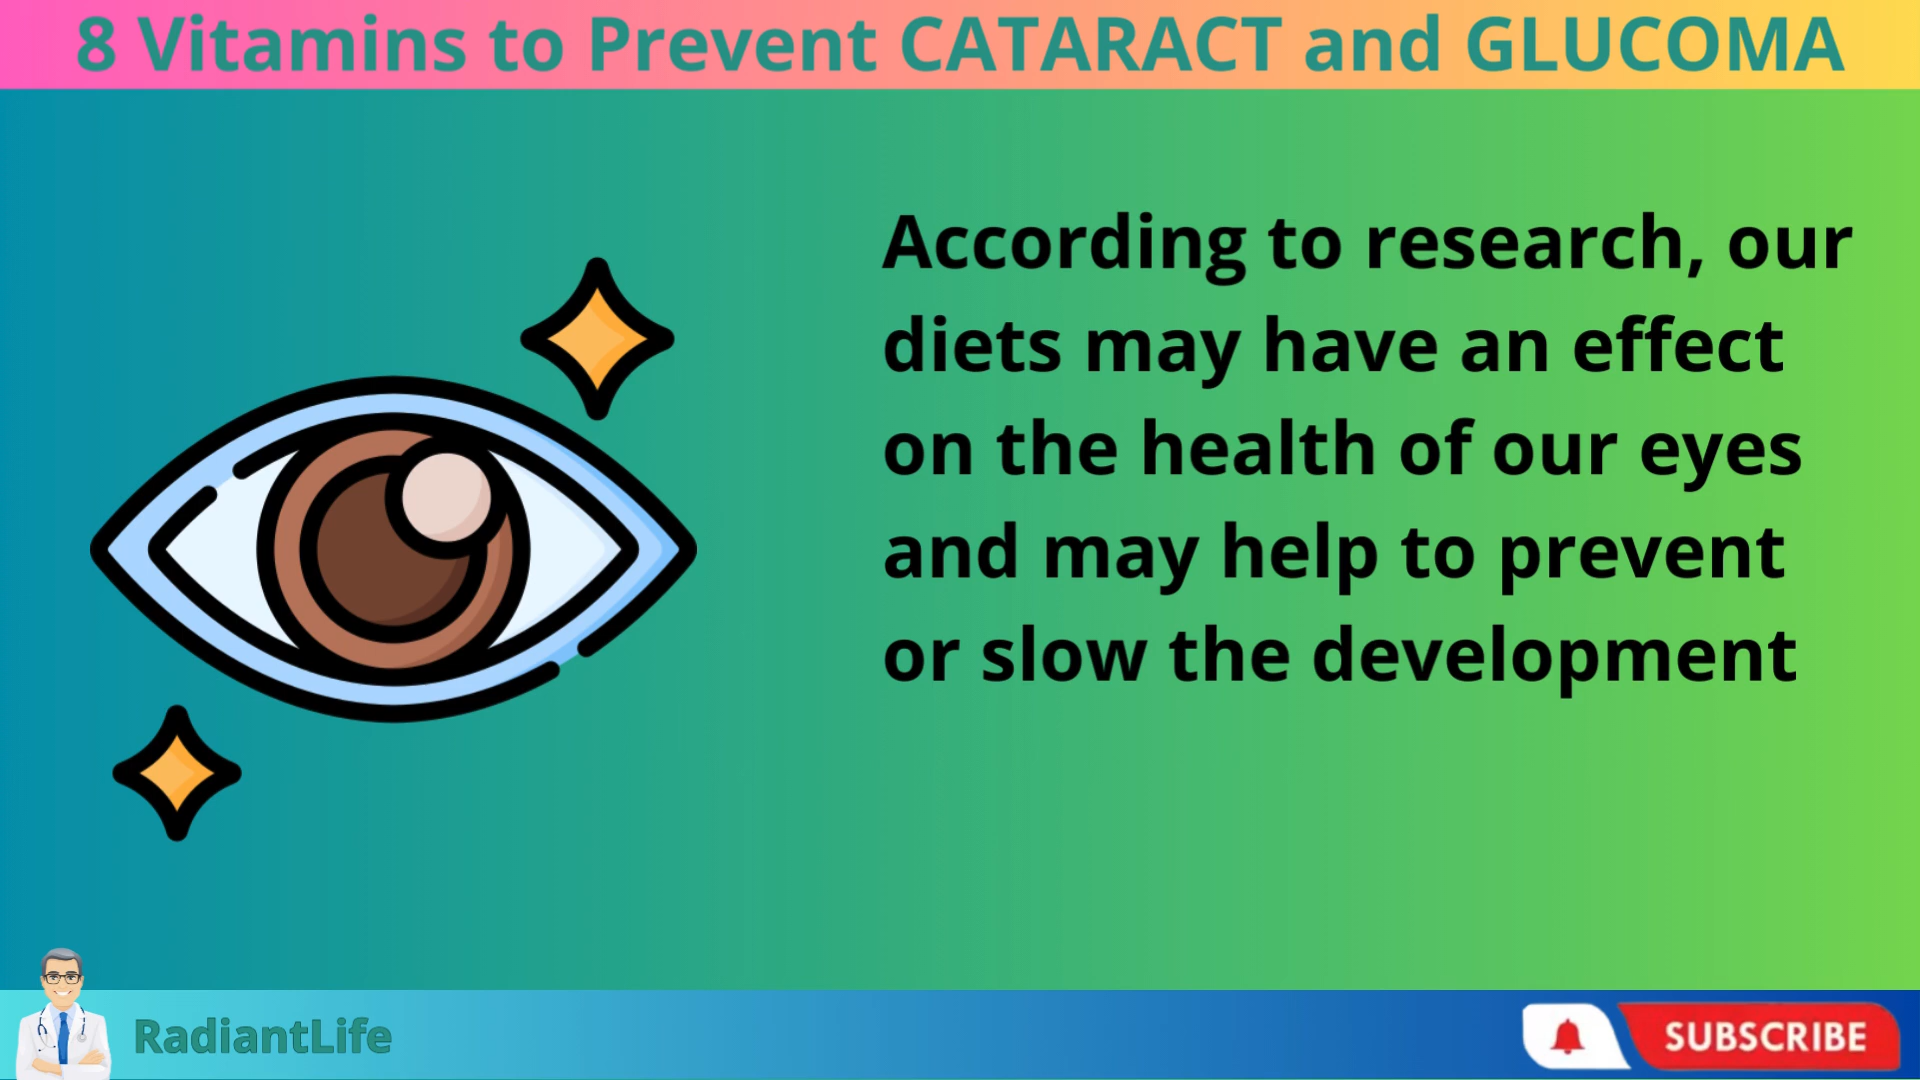 8 Vitamins to Prevent CATARACT and GLUCOMA
According to research, our
diets may have an effect
on the health of our eyes
and may help to prevent
or slow the development
RadiantLife
SUBSCRIBE